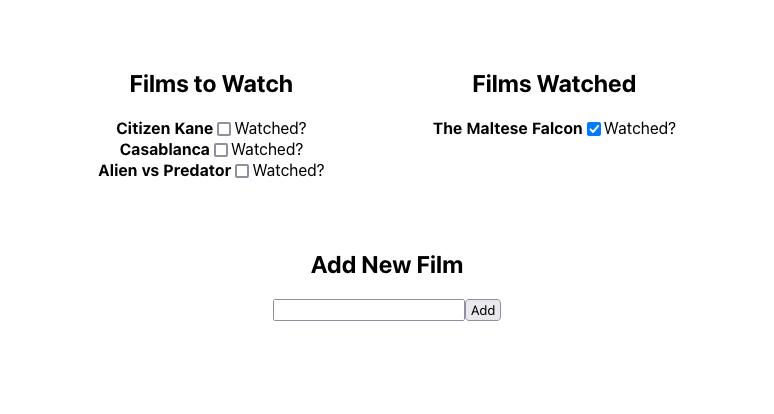 Films to Watch
Citizen Kane Watched?
Casablanca Watched?
Alien vs Predator Watched?
Films Watched
The Maltese Falcon Watched?
Add New Film
Add